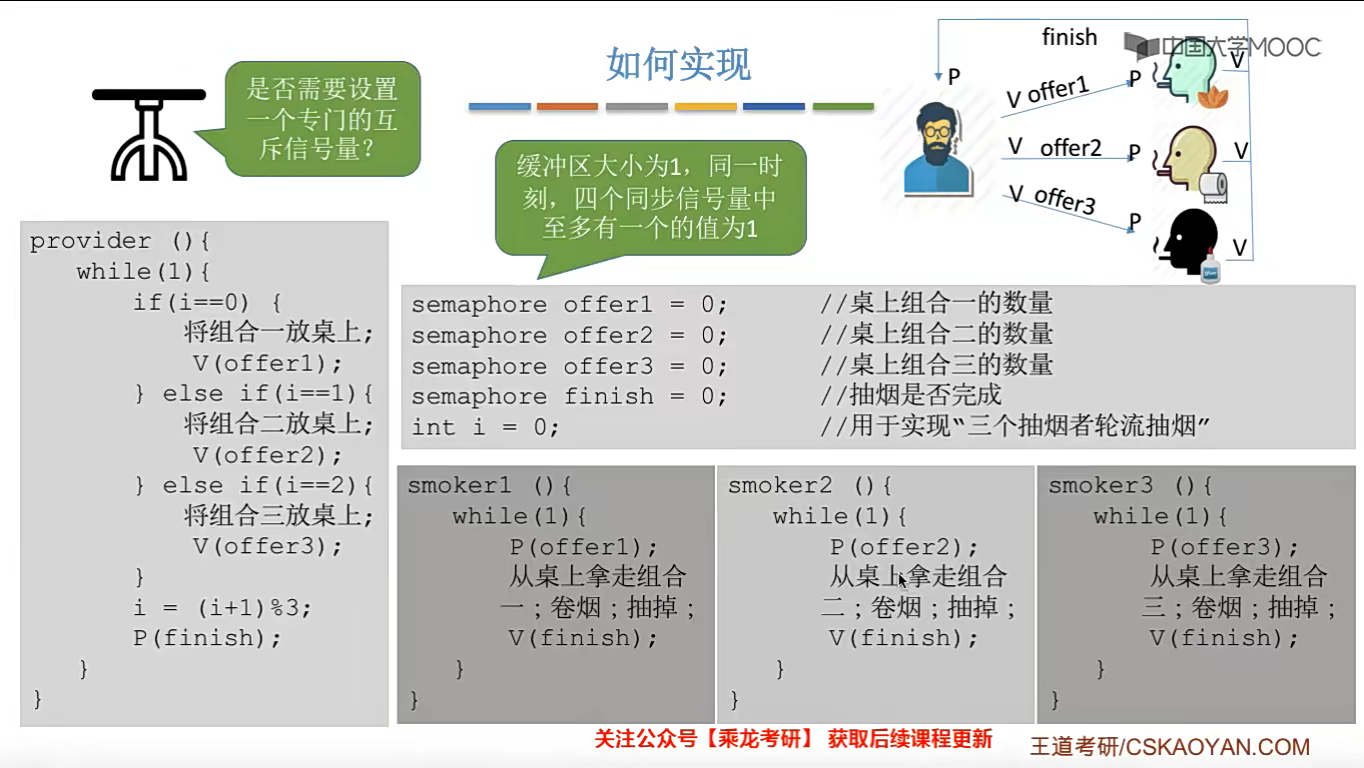 如何实现
是否需要设置
一个专门的互
斥信号量？
缓冲区大小为1，同一时
刻，四个同步信号量中
至多有一个的值为1
finish
中国大学MOOC
P
V
V offer1
P
V offer2
P
V
V offer3
P
V
glue
provider (){
while(1){
if(i==0) {
将组合一放桌上;
V(offer1);
} else if(i==1){
将组合二放桌上;
V(offer2);
} else if(i==2){
将组合三放桌上;
V(offer3);
}
i = (i+1)%3;
P(finish);
}
}
semaphore offer1 = 0; //桌上组合一的数量
semaphore offer2 = 0; //桌上组合二的数量
semaphore offer3 = 0; //桌上组合三的数量
semaphore finish = 0; //抽烟是否完成
int i = 0; //用于实现“三个抽烟者轮流抽烟”
smoker1 (){
while(1){
P(offer1);
从桌上拿走组合
一；卷烟；抽掉；
V(finish);
}
}
smoker2 (){
while(1){
P(offer2);
从桌上拿走组合
二；卷烟；抽掉；
V(finish);
}
}
smoker3 (){
while(1){
P(offer3);
从桌上拿走组合
三；卷烟；抽掉；
V(finish);
}
}
关注公众号【乘龙考研】 获取后续课程更新
王道考研/CSKAOYAN.COM